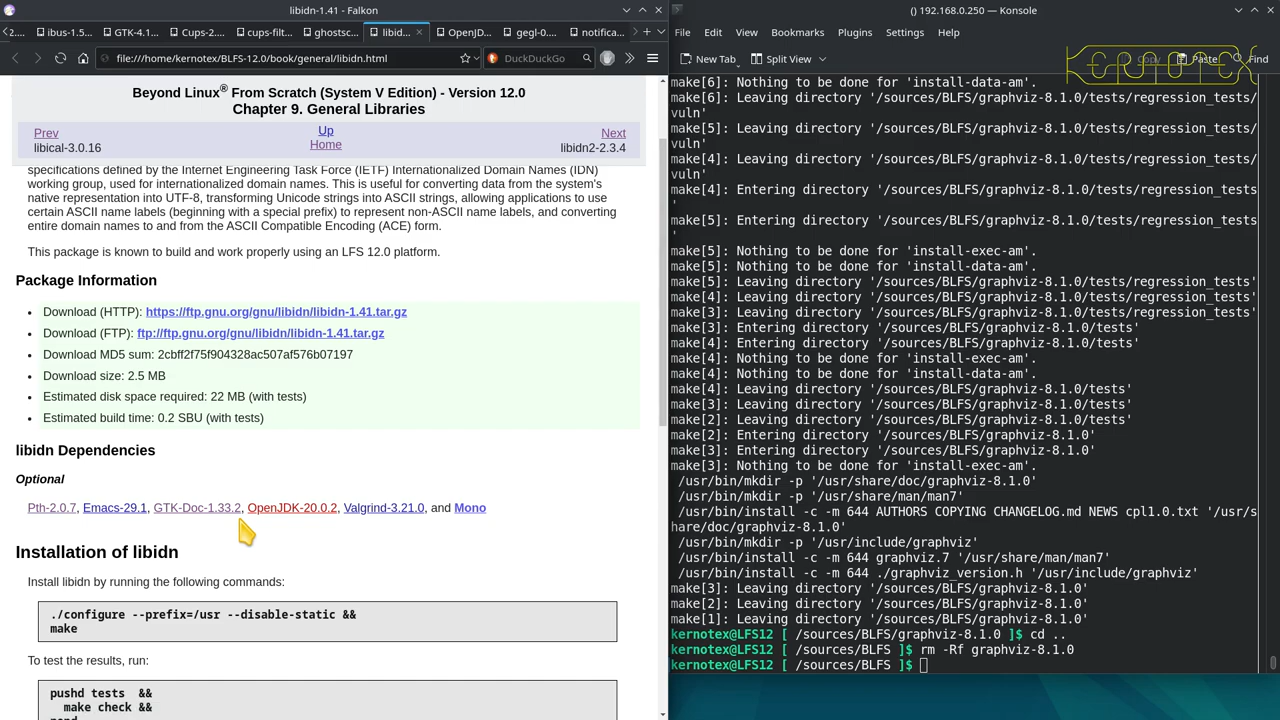 libidn-1.41 - Falkon
2....
ibus-1.5...
GTK-4.1...
Cups-2....
cups-filt...
ghostsc...
libid...
OpenJD...
gegl-0....
notifica...
file:///home/kernotex/BLFS-12.0/book/general/libidn.html
DuckDuckGo
Beyond Linux® From Scratch (System V Edition) - Version 12.0
Chapter 9. General Libraries
Prev
Up
Next
libical-3.0.16
Home
libidn2-2.3.4
specifications defined by the Internet Engineering Task Force (IETF) Internationalized Domain Names (IDN)
working group, used for internationalized domain names. This is useful for converting data from the system's
native representation into UTF-8, transforming Unicode strings into ASCII strings, allowing applications to use
certain ASCII name labels (beginning with a special prefix) to represent non-ASCII name labels, and converting
entire domain names to and from the ASCII Compatible Encoding (ACE) form.
This package is known to build and work properly using an LFS 12.0 platform.
Package Information
• Download (HTTP): https://ftp.gnu.org/gnu/libidn/libidn-1.41.tar.gz
• Download (FTP): ftp://ftp.gnu.org/gnu/libidn/libidn-1.41.tar.gz
• Download MD5 sum: 2cbff2f75f904328ac507af576b07197
• Download size: 2.5 MB
• Estimated disk space required: 22 MB (with tests)
• Estimated build time: 0.2 SBU (with tests)
libidn Dependencies
Optional
Pth-2.0.7, Emacs-29.1, GTK-Doc-1.33.2, OpenJDK-20.0.2, Valgrind-3.21.0, and Mono
Installation of libidn
Install libidn by running the following commands:
./configure --prefix=/usr --disable-static &&
make
To test the results, run:
pushd tests &&
make check &&
popd
() 192.168.0.250 — Konsole
File Edit View Bookmarks Plugins Settings Help
New Tab Split View Copy Paste Find
KernoTex
make[6]: Nothing to be done for 'install-data-am'.
make[6]: Leaving directory '/sources/BLFS/graphviz-8.1.0/tests/regression_tests/
vuln'
make[5]: Leaving directory '/sources/BLFS/graphviz-8.1.0/tests/regression_tests/
vuln'
make[4]: Leaving directory '/sources/BLFS/graphviz-8.1.0/tests/regression_tests/
vuln'
make[4]: Entering directory '/sources/BLFS/graphviz-8.1.0/tests/regression_tests
'
make[5]: Entering directory '/sources/BLFS/graphviz-8.1.0/tests/regression_tests
'
make[5]: Nothing to be done for 'install-exec-am'.
make[5]: Nothing to be done for 'install-data-am'.
make[5]: Leaving directory '/sources/BLFS/graphviz-8.1.0/tests/regression_tests'
make[4]: Leaving directory '/sources/BLFS/graphviz-8.1.0/tests/regression_tests'
make[3]: Leaving directory '/sources/BLFS/graphviz-8.1.0/tests/regression_tests'
make[3]: Entering directory '/sources/BLFS/graphviz-8.1.0/tests'
make[4]: Entering directory '/sources/BLFS/graphviz-8.1.0/tests'
make[4]: Nothing to be done for 'install-exec-am'.
make[4]: Nothing to be done for 'install-data-am'.
make[4]: Leaving directory '/sources/BLFS/graphviz-8.1.0/tests'
make[3]: Leaving directory '/sources/BLFS/graphviz-8.1.0/tests'
make[2]: Leaving directory '/sources/BLFS/graphviz-8.1.0/tests'
make[2]: Entering directory '/sources/BLFS/graphviz-8.1.0'
make[3]: Entering directory '/sources/BLFS/graphviz-8.1.0'
make[3]: Nothing to be done for 'install-exec-am'.
/usr/bin/mkdir -p '/usr/share/doc/graphviz-8.1.0'
/usr/bin/mkdir -p '/usr/share/man/man7'
/usr/bin/install -c -m 644 AUTHORS COPYING CHANGELOG.md NEWS cpl1.0.txt '/usr/s
hare/doc/graphviz-8.1.0'
/usr/bin/mkdir -p '/usr/include/graphviz'
/usr/bin/install -c -m 644 graphviz.7 '/usr/share/man/man7'
/usr/bin/install -c -m 644 ./graphviz_version.h '/usr/include/graphviz'
make[3]: Leaving directory '/sources/BLFS/graphviz-8.1.0'
make[2]: Leaving directory '/sources/BLFS/graphviz-8.1.0'
make[1]: Leaving directory '/sources/BLFS/graphviz-8.1.0'
kernotex@LFS12 [ /sources/BLFS/graphviz-8.1.0 ]$ cd ..
kernotex@LFS12 [ /sources/BLFS ]$ rm -Rf graphviz-8.1.0
kernotex@LFS12 [ /sources/BLFS ]$